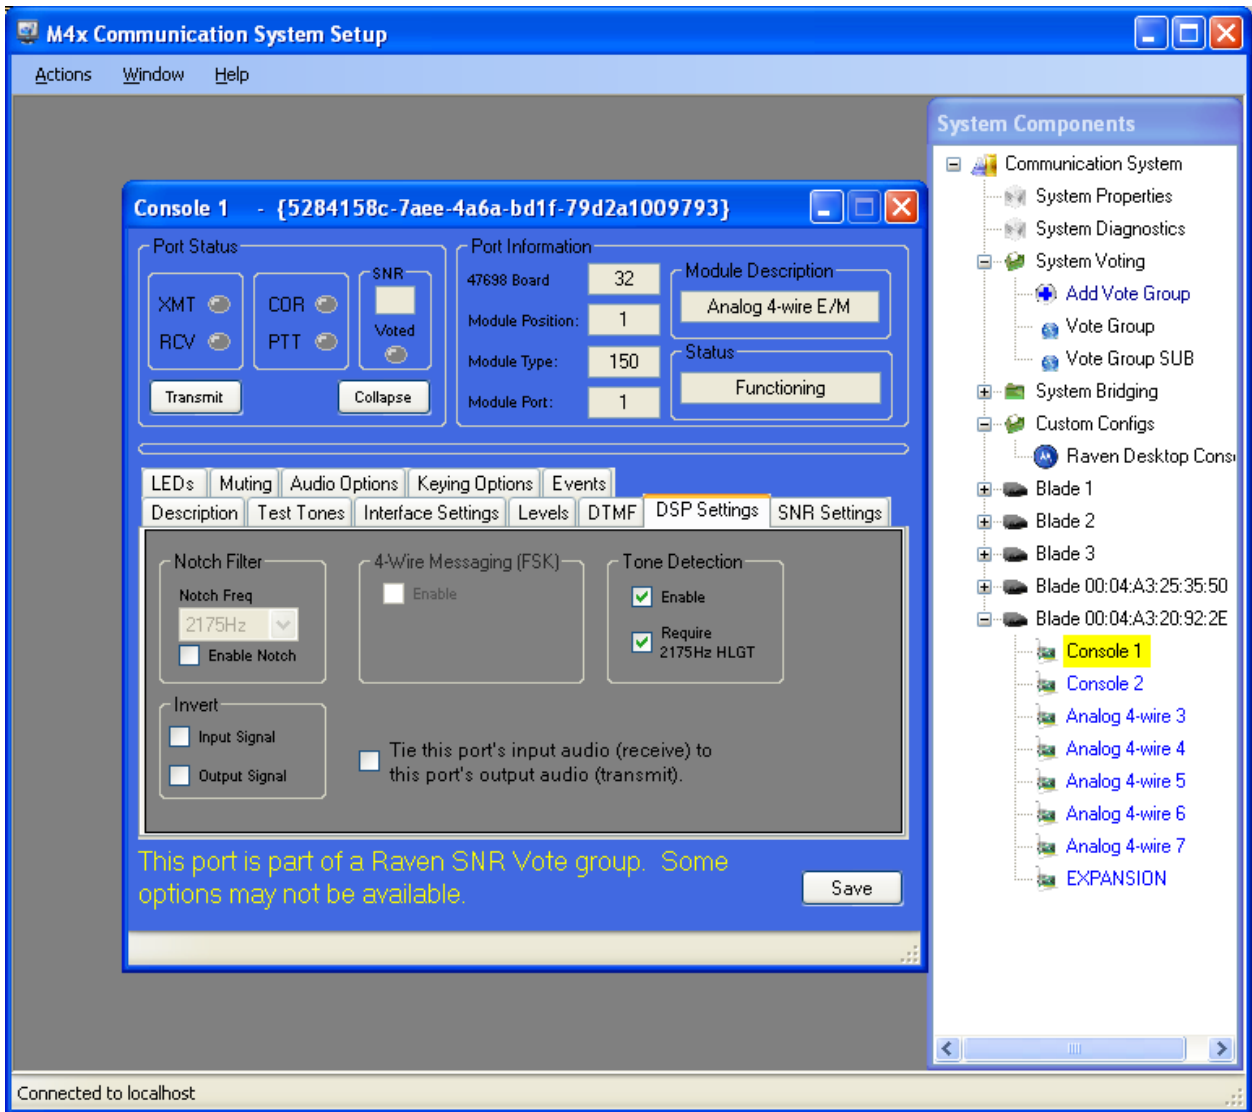 M4x Communication System Setup
Actions Window Help
System Components
Communication System
System Properties
System Diagnostics
System Voting
Add Vote Group
Vote Group
Vote Group SUB
System Bridging
Custom Configs
Raven Desktop Cons
Blade 1
Blade 2
Blade 3
Blade 00:04:A3:25:35:50
Blade 00:04:A3:20:92:2E
Console 1
Console 2
Analog 4-wire 3
Analog 4-wire 4
Analog 4-wire 5
Analog 4-wire 6
Analog 4-wire 7
EXPANSION
Console 1 - {5284158c-7aee-4a6a-bd1f-79d2a1009793}
Port Status
XMT
RCV
COR
PTT
SNR
Voted
Transmit
Collapse
Port Information
47698 Board 32
Module Position: 1
Module Type: 150
Module Port: 1
Module Description
Analog 4-wire E/M
Status
Functioning
LEDs Muting Audio Options Keying Options Events
Description Test Tones Interface Settings Levels DTMF DSP Settings SNR Settings
Notch Filter
Notch Freq
2175Hz
Enable Notch
4-Wire Messaging (FSK)
Enable
Tone Detection
Enable
Require
2175Hz HLGT
Invert
Input Signal
Output Signal
Tie this port's input audio (receive) to
this port's output audio (transmit).
This port is part of a Raven SNR Vote group. Some
options may not be available.
Save
Connected to localhost